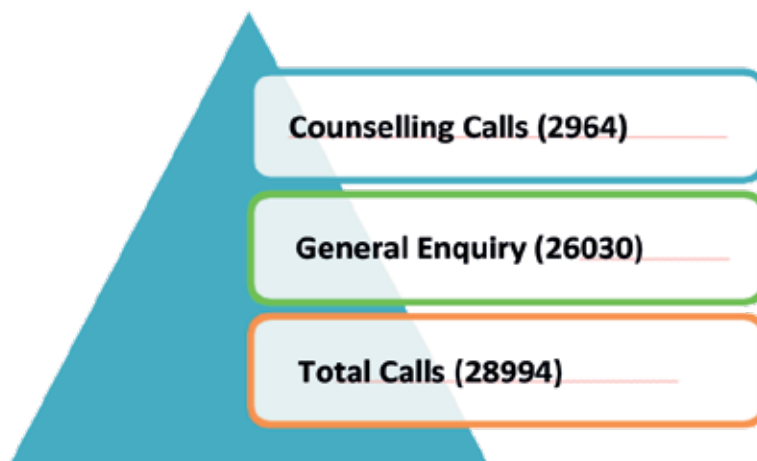 Counselling Calls (2964)
General Enquiry (26030)
Total Calls (28994)